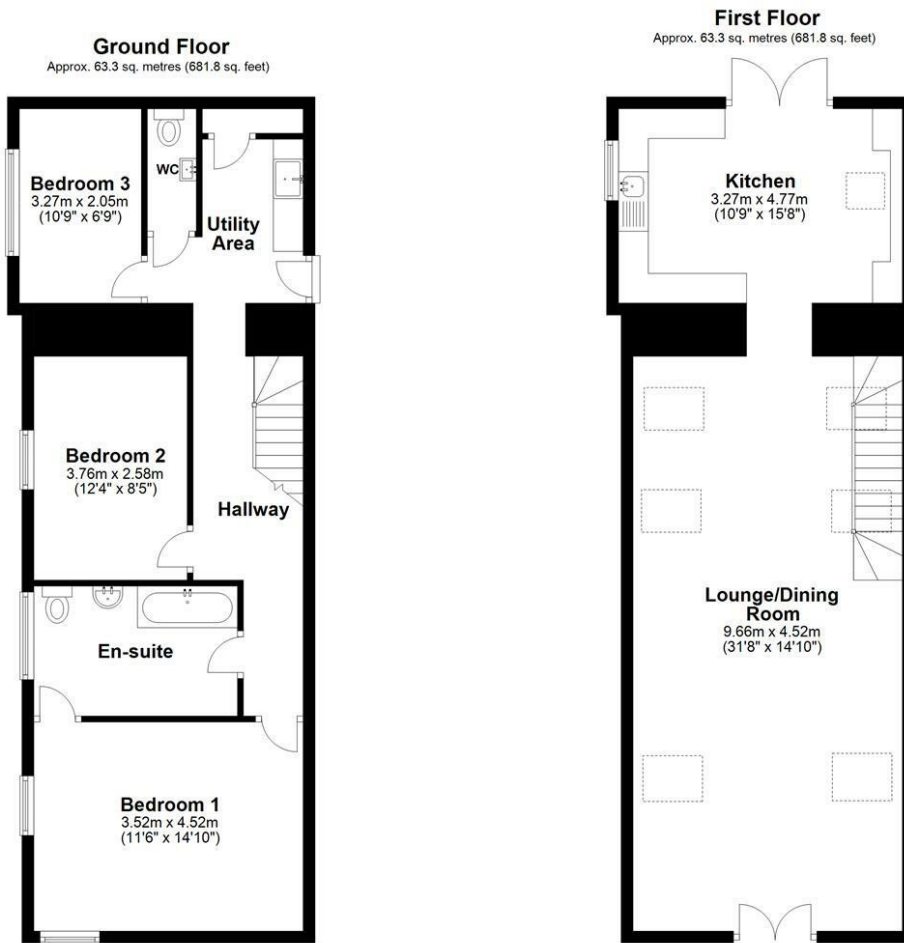 Ground Floor
Approx. 63.3 sq. metres (681.8 sq. feet)
Bedroom 3
3.27m x 2.05m
(10'9" x 6'9")
WC
Utility
Area
Bedroom 2
3.76m x 2.58m
(12'4" x 8'5")
Hallway
En-suite
Bedroom 1
3.52m x 4.52m
(11'6" x 14'10")
First Floor
Approx. 63.3 sq. metres (681.8 sq. feet)
Kitchen
3.27m x 4.77m
(10'9" x 15'8")
Lounge/Dining
Room
9.66m x 4.52m
(31'8" x 14'10")